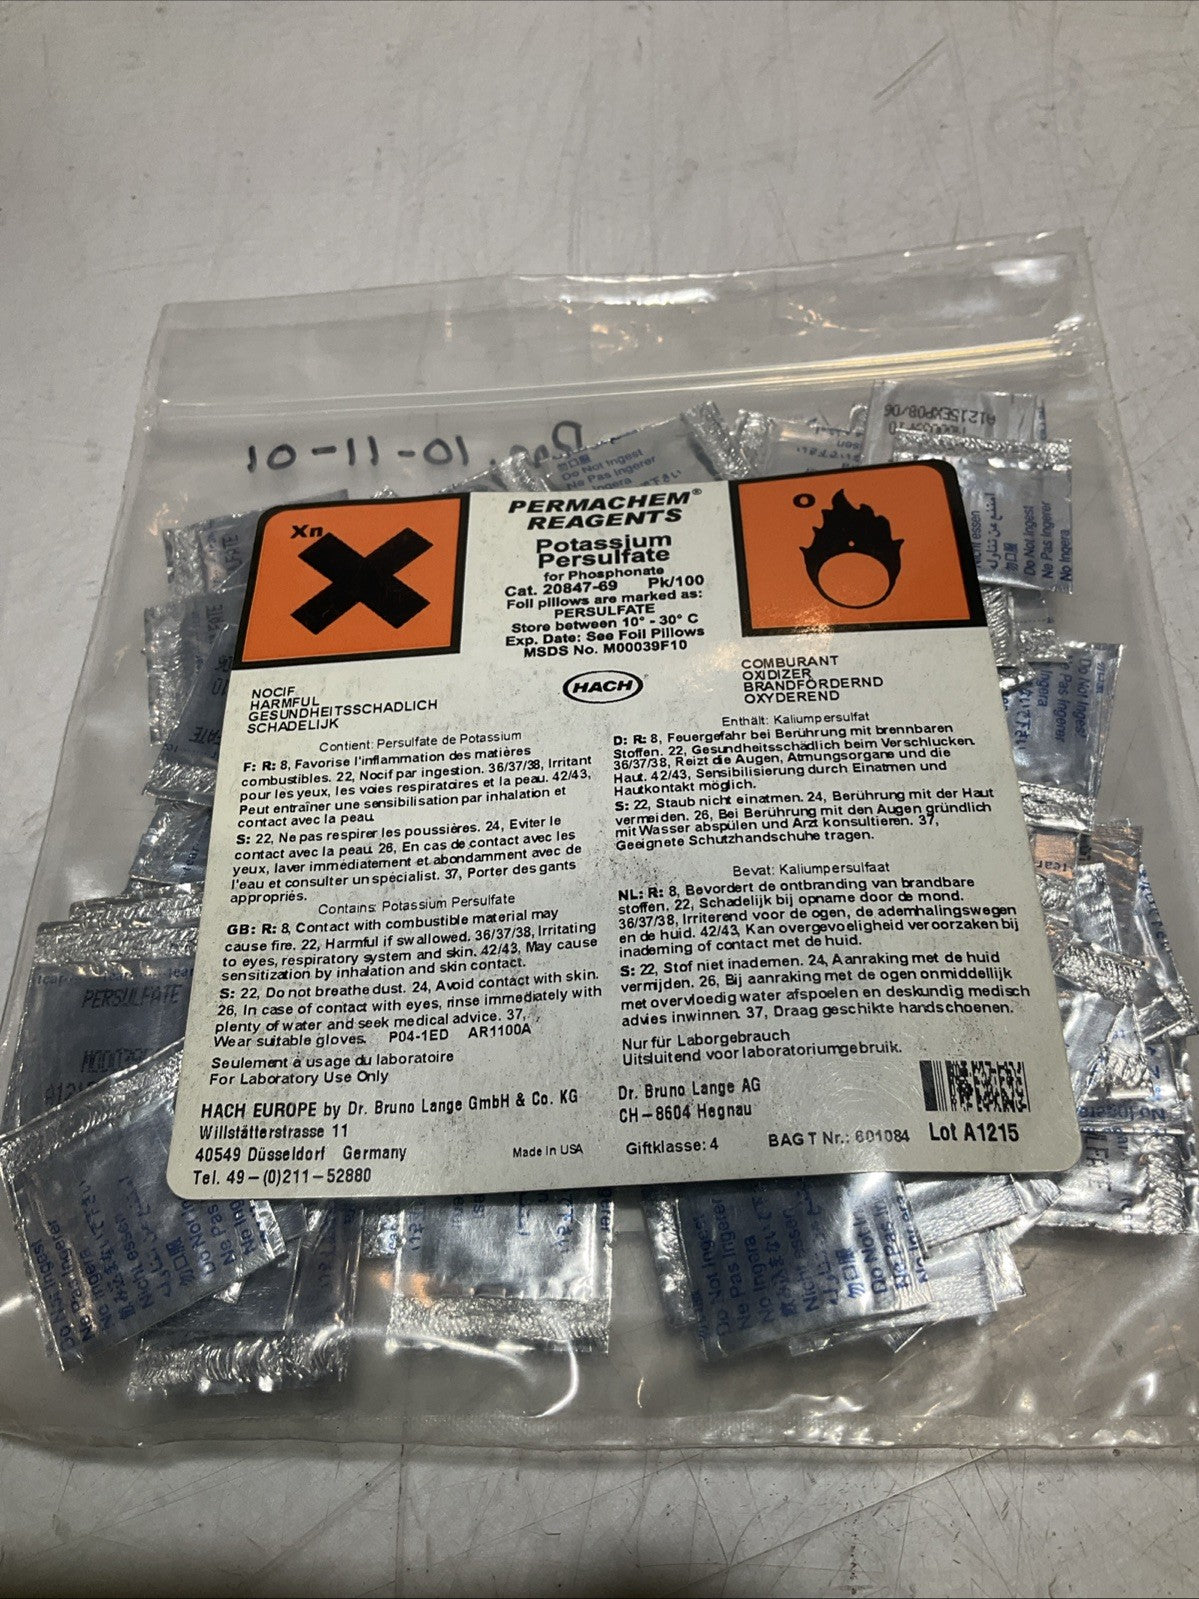 A1215EXP08/06
Do Not Ingest
Ne Pas Ingerer
Nicht essen
勿口服
Do Not Ingest
Ne Pas Ingerer
No Ingera
Xn
PERMACHEM®
REAGENTS
Potassium
Persulfate
for Phosphonate
Cat. 20847-69 Pk/100
Foil pillows are marked as:
PERSULFATE
Store between 10° - 30° C
Exp. Date: See Foil Pillows
MSDS No. M00039F10
O
HACH
NOCIF
HARMFUL
GESUNDHEITSSCHADLICH
SCHADELIJK
COMBURANT
OXIDIZER
BRANDFÖRDERND
OXYDEREND
Contient: Persulfate de Potassium
F: R: 8, Favorise l'inflammation des matières
combustibles. 22, Nocif par ingestion. 36/37/38, Irritant
pour les yeux, les voies respiratoires et la peau. 42/43,
Peut entraîner une sensibilisation par inhalation et
contact avec la peau.
S: 22, Ne pas respirer les poussières. 24, Eviter le
contact avec la peau. 26, En cas de contact avec les
yeux, laver immédiatement et abondamment avec de
l'eau et consulter un specialist. 37, Porter des gants
appropriés.
Contains: Potassium Persulfate
GB: R: 8, Contact with combustible material may
cause fire. 22, Harmful if swallowed. 36/37/38, Irritating
to eyes, respiratory system and skin. 42/43, May cause
sensitization by inhalation and skin contact.
S: 22, Do not breathe dust. 24, Avoid contact with skin.
26, In case of contact with eyes, rinse immediately with
plenty of water and seek medical advice. 37,
Wear suitable gloves. P04-1ED AR1100A
Seulement à usage du laboratoire
For Laboratory Use Only
HACH EUROPE by Dr. Bruno Lange GmbH & Co. KG
Willstätterstrasse 11
40549 Düsseldorf Germany
Tel. 49-(0)211-52880
Made in USA
Enthält: Kaliumpersulfat
D: R: 8, Feuergefahr bei Berührung mit brennbaren
Stoffen. 22, Gesundheitsschädlich beim Verschlucken.
36/37/38, Reizt die Augen, Atmungsorgane und die
Haut. 42/43, Sensibilisierung durch Einatmen und
Hautkontakt möglich.
S: 22, Staub nicht einatmen. 24, Berührung mit der Haut
vermeiden. 26, Bei Berührung mit den Augen gründlich
mit Wasser abspülen und Arzt konsultieren. 37,
Geeignete Schutzhandschuhe tragen.
Bevat: Kaliumpersulfaat
NL: R: 8, Bevordert de ontbranding van brandbare
stoffen. 22, Schadelijk bij opname door de mond.
36/37/38, Irriterend voor de ogen, de ademhalingswegen
en de huid. 42/43, Kan overgevoeligheid veroorzaken bij
inademing of contact met de huid.
S: 22, Stof niet inademen. 24, Aanraking met de huid
vermijden. 26, Bij aanraking met de ogen onmiddellijk
met overvloedig water afspoelen en deskundig medisch
advies inwinnen. 37, Draag geschikte handschoenen.
Nur für Laborgebrauch
Uitsluitend voor laboratoriumgebruik.
Dr. Bruno Lange AG
CH-8604 Hegnau
Giftklasse: 4 BAG T Nr.: 601084 Lot A1215
PERSULFATE
Do Not Ingest
Ne Pas Ingerer